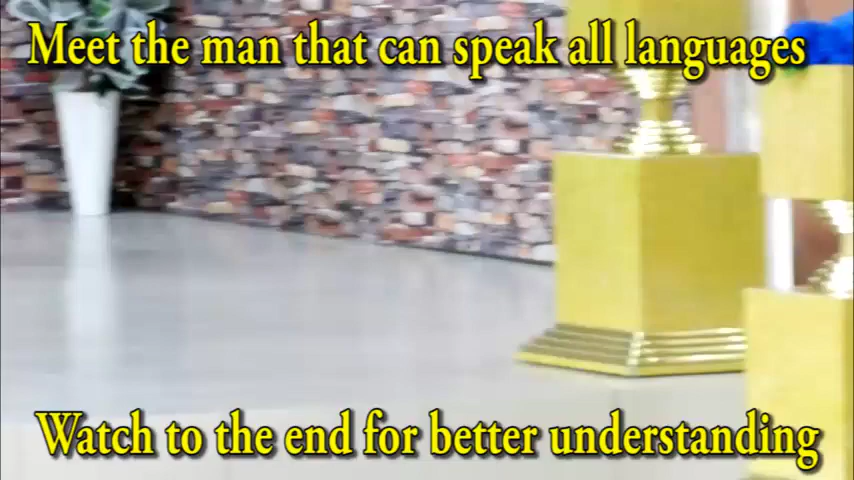 Meet the man that can speak all languages
Watch to the end for better understanding